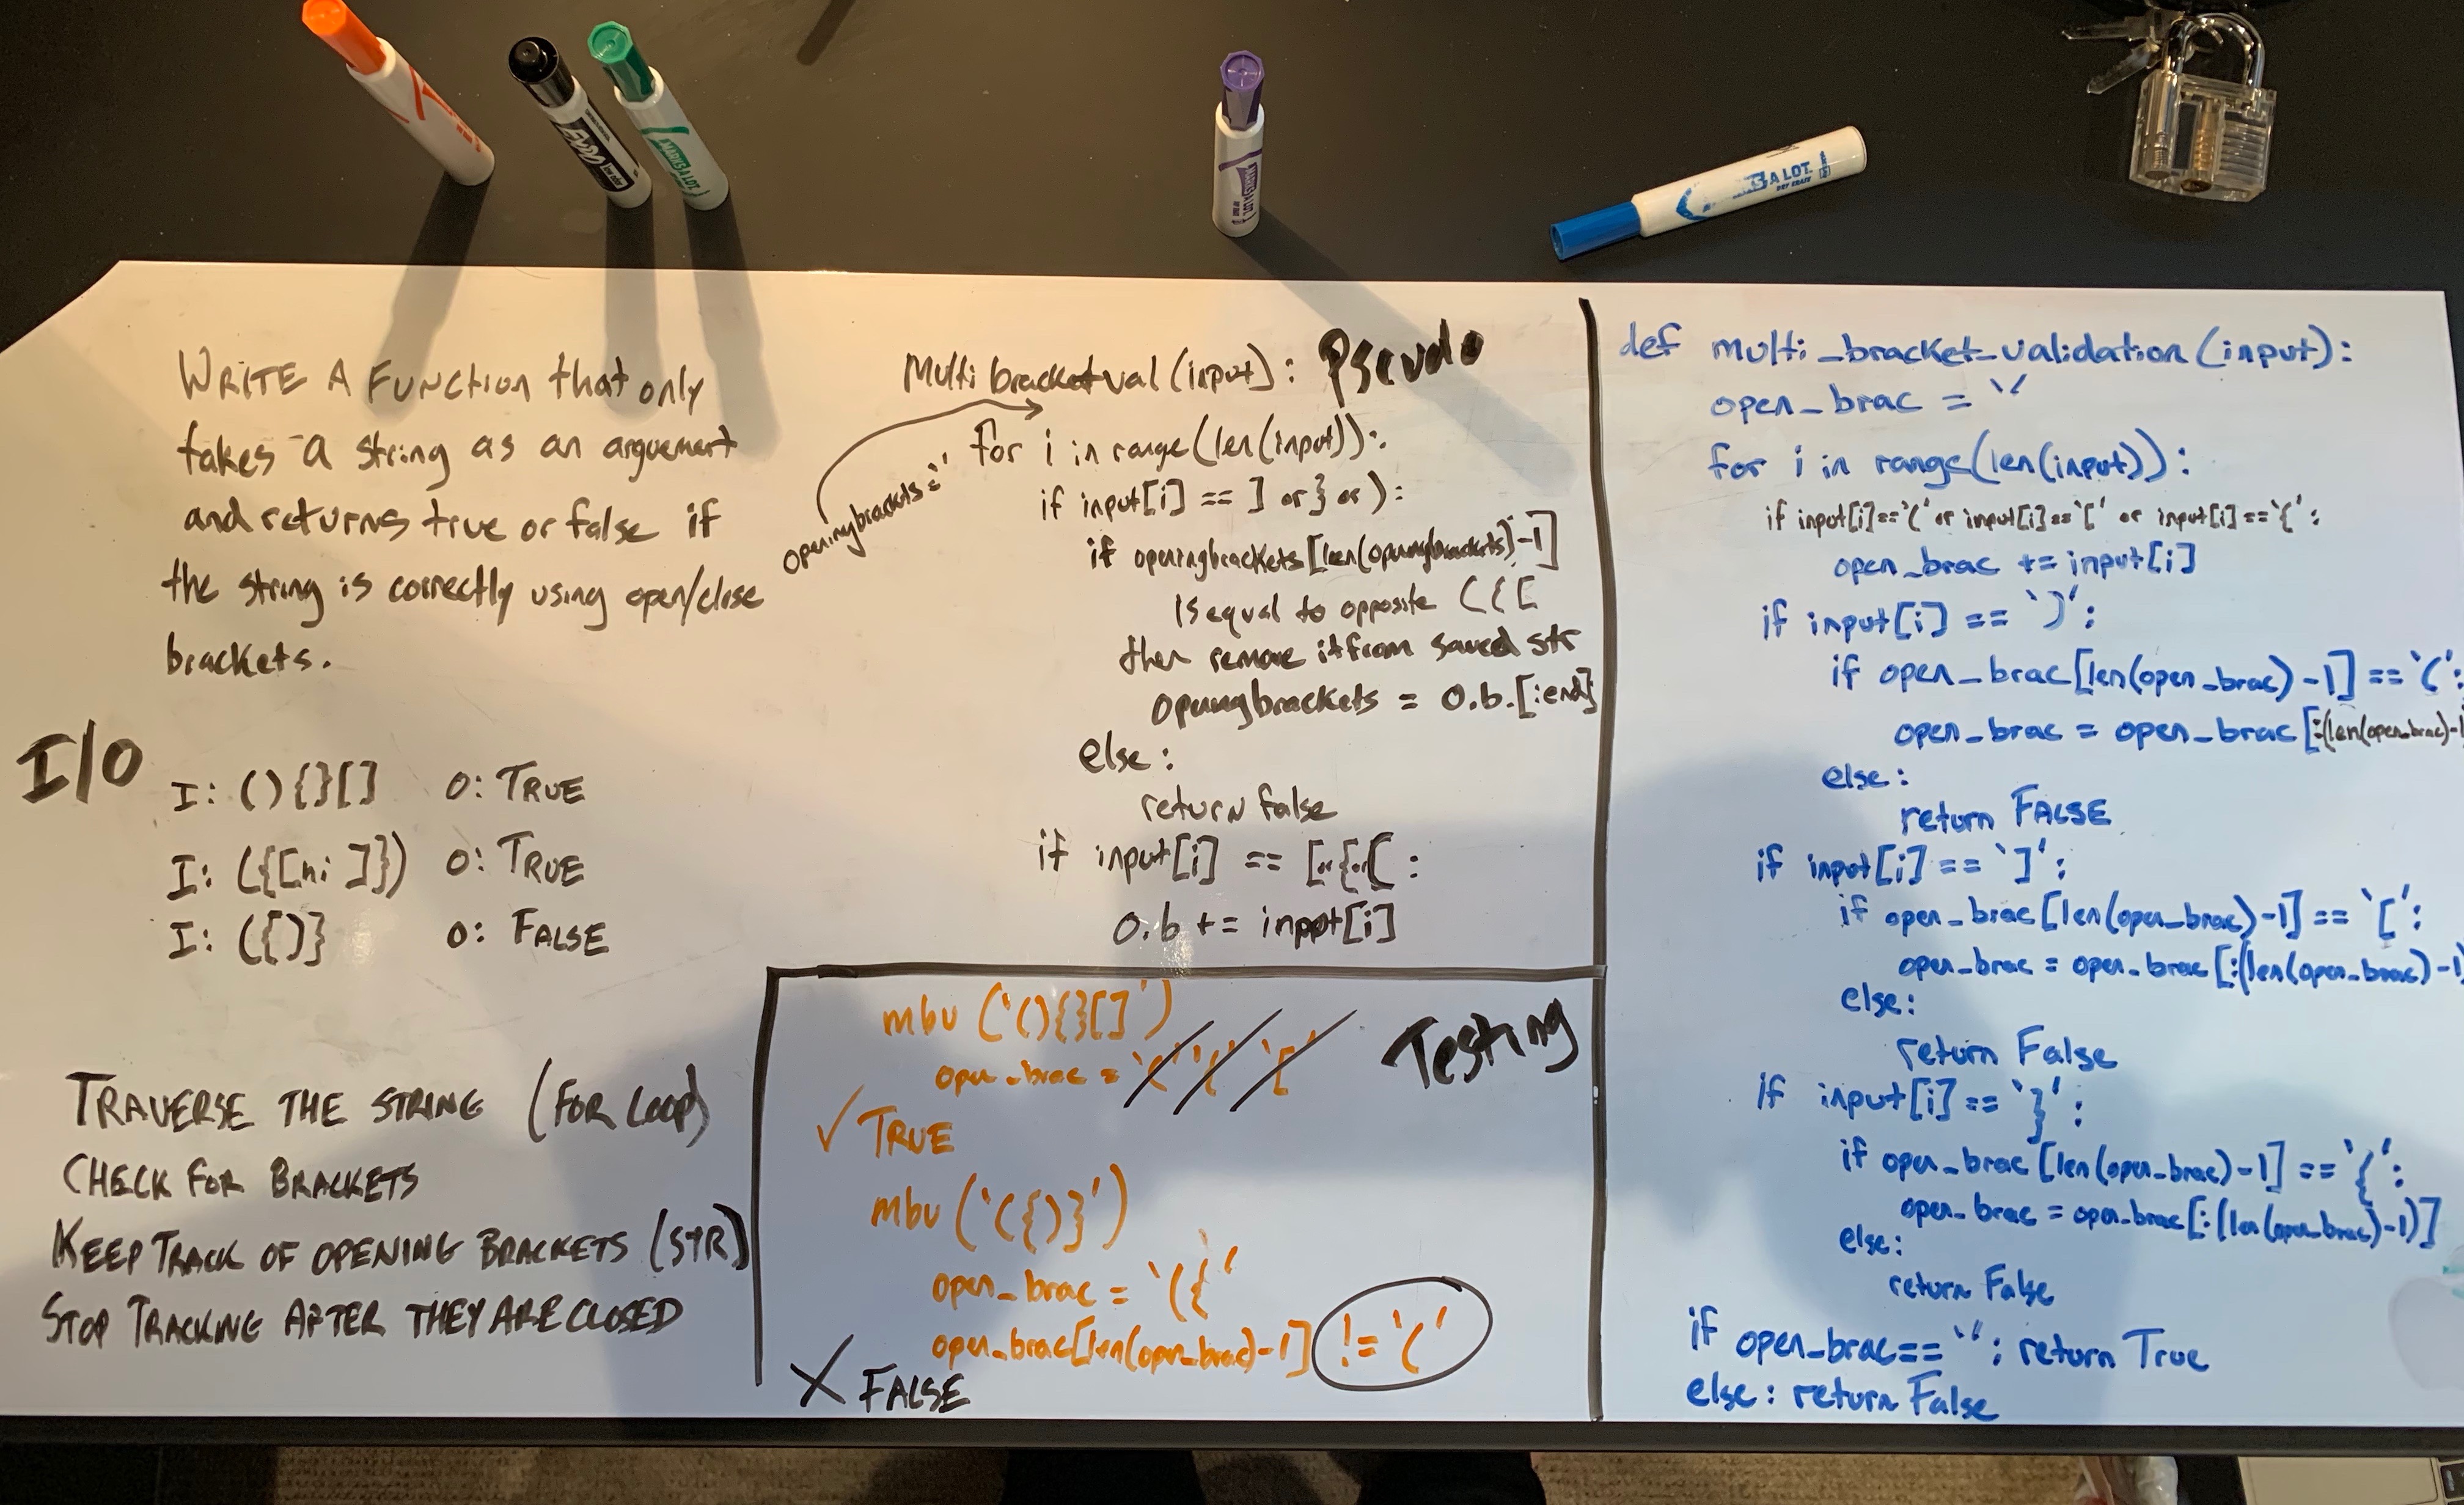 WRITE A FUNCTION that only
takes a string as an arguement
and returns true or false if
the string is correctly using open/close
brackets.
I/O
I: (){}[] O: TRUE
I: ({[hi]}) O: TRUE
I: ({)} O: FALSE
TRAVERSE THE STRING (FOR LOOP)
CHECK FOR BRACKETS
KEEP TRACK OF OPENING BRACKETS (STR)
STOP TRACKING AFTER THEY ARE CLOSED
Multi bracket val (input): Pseudo
openingbrackets = ''
for i in range(len(input)):
if input[i] == ] or } or ):
if openingbrackets[len(openingbrackets)-1]
is equal to opposite ( { [
then remove it from saved str
openingbrackets = o.b.[:end]
else:
return false
if input[i] == [..{..( :
O.b += input[i]
Testing
mbv ('(){}[]')
open_brac = '(' '{' '['
✓ TRUE
mbv ('({)}')
open_brac = '({'
open_brac[len(open_brac)-1] != '('
X FALSE
def multi_bracket_validation(input):
open_brac = ''
for i in range(len(input)):
if input[i]=='(' or input[i]=='[' or input[i]=='{':
open_brac += input[i]
if input[i] == ')':
if open_brac[len(open_brac)-1] == '(':
open_brac = open_brac[:(len(open_brac)-1
else:
return FALSE
if input[i] == ']':
if open_brac[len(open_brac)-1] == '[':
open_brac = open_brac[:(len(open_brac)-1)
else:
return False
if input[i] == '}':
if open_brac[len(open_brac)-1] == '{':
open_brac = open_brac[:(len(open_brac)-1)]
else:
return False
if open_brac == '': return True
else: return False
EXPO
MARKS A LOT
A LOT
DRY ERASE